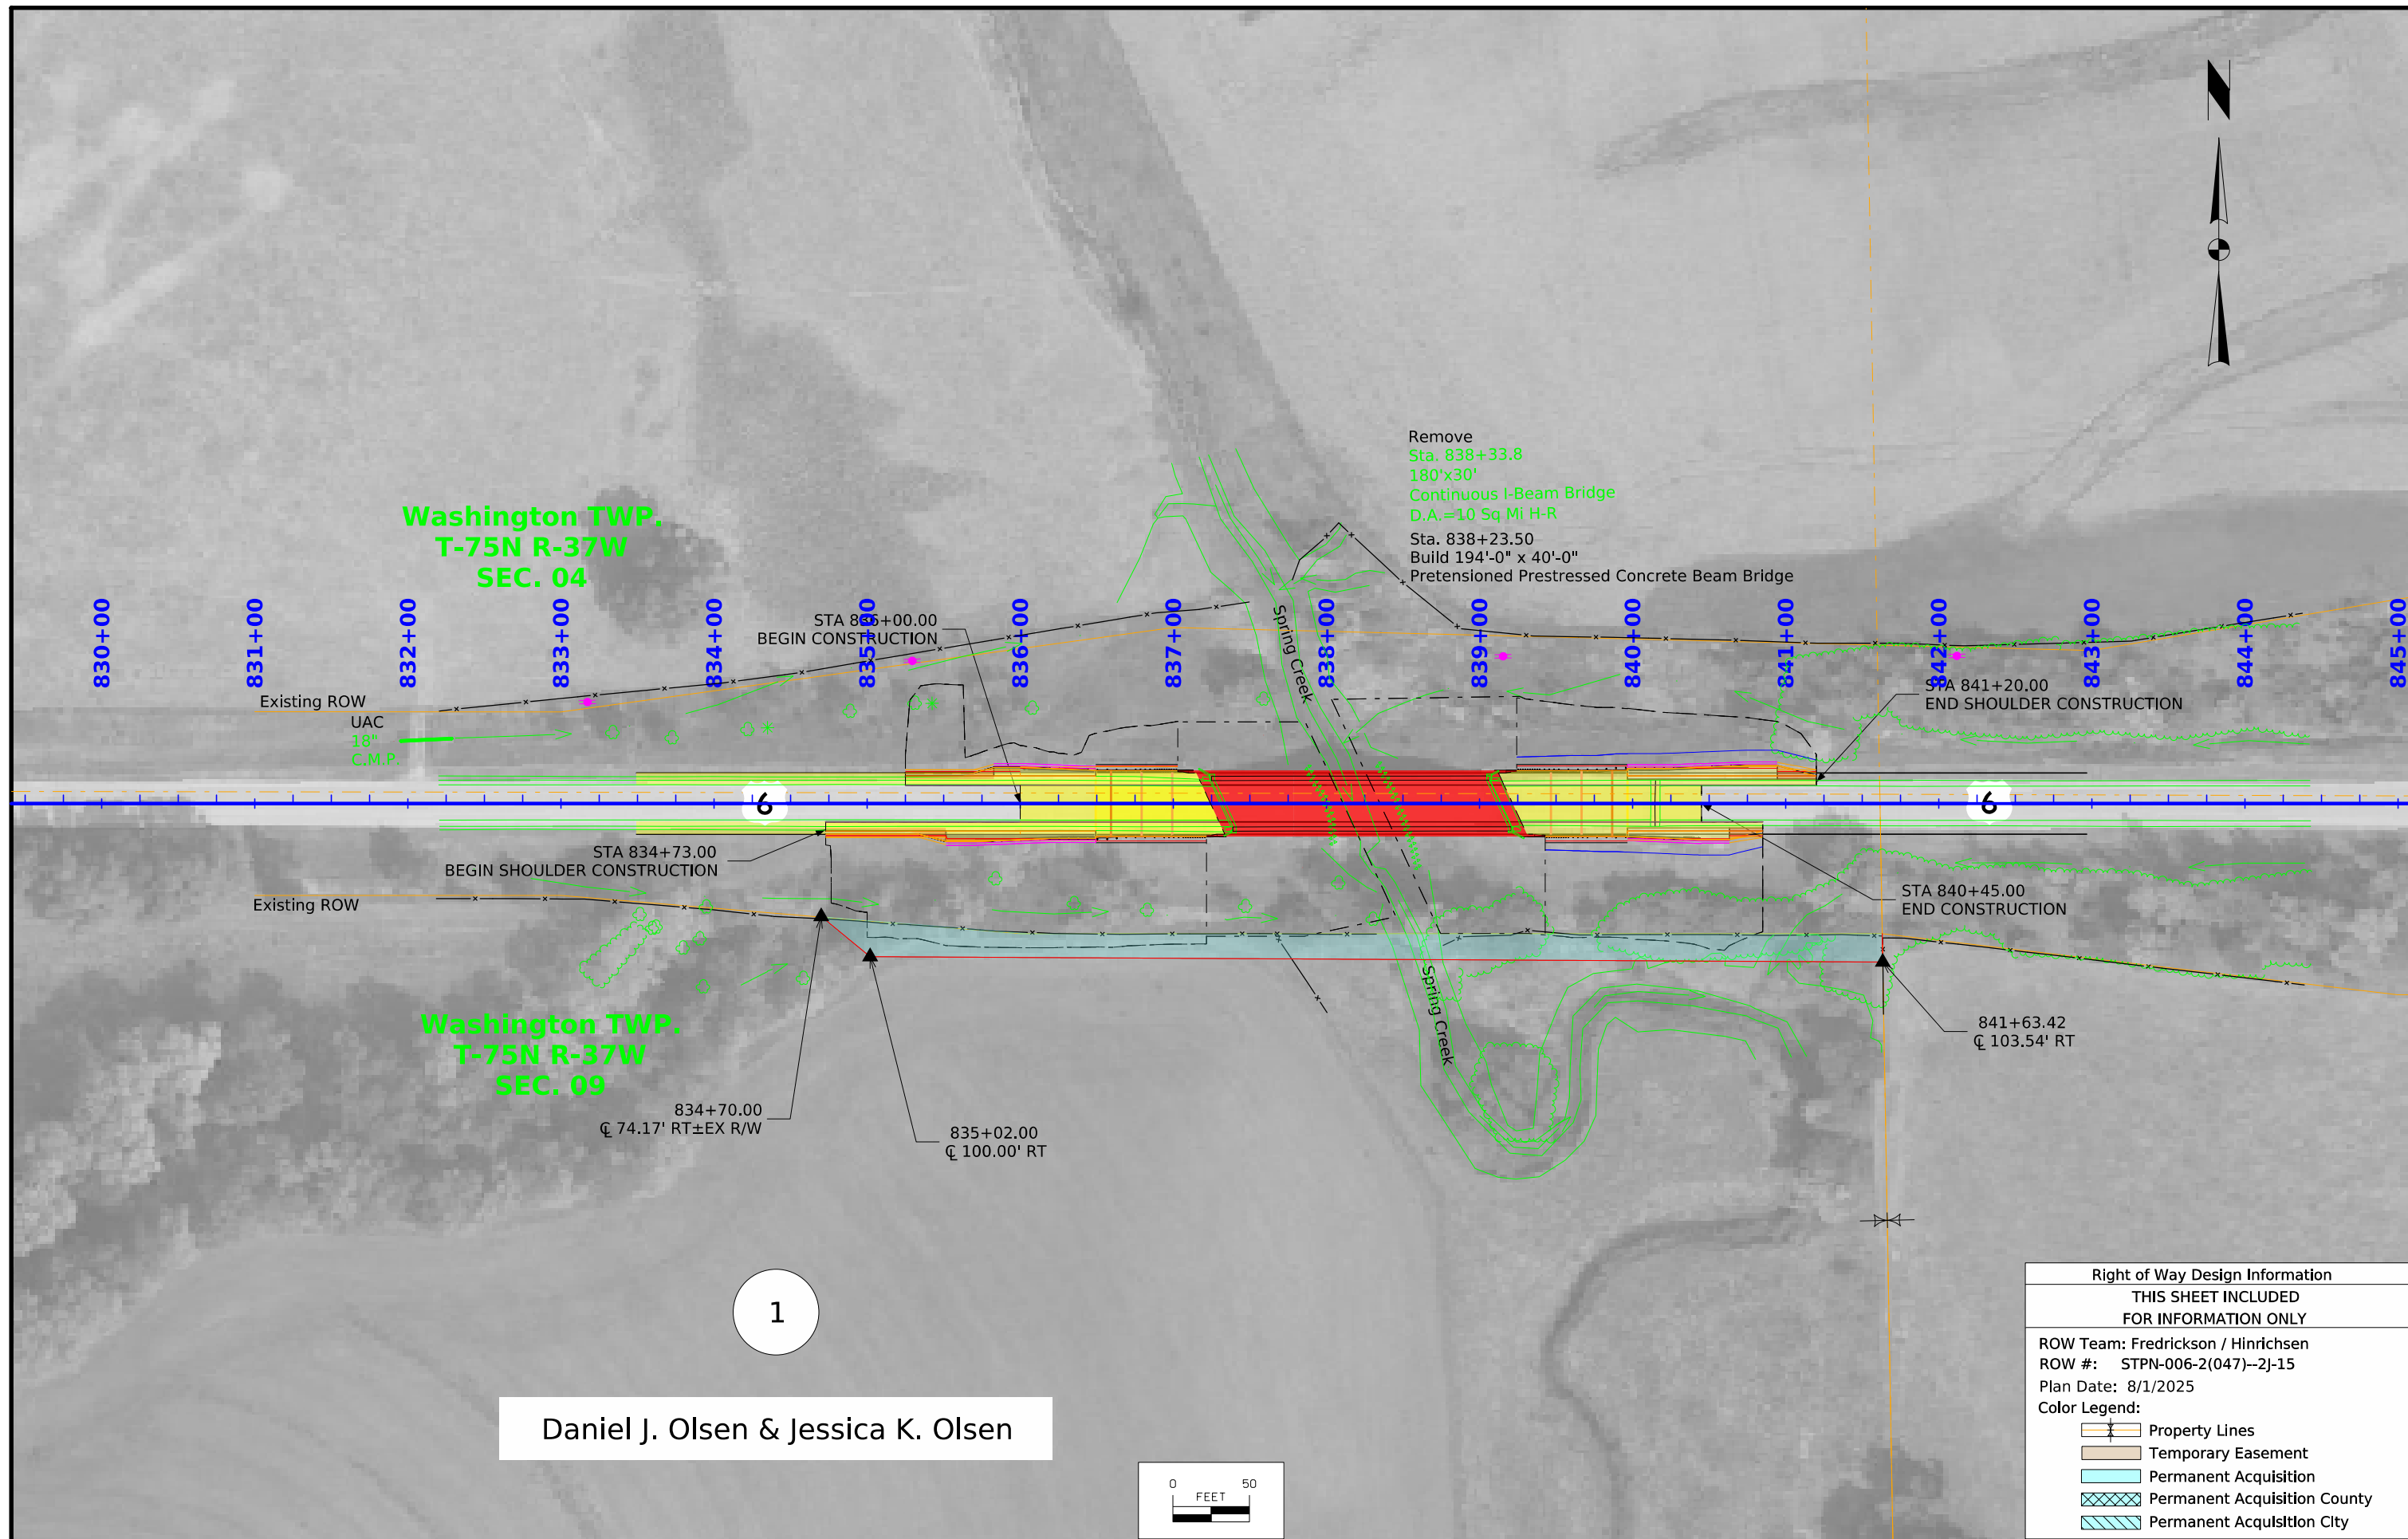 N
Remove
Sta. 838+33.8
180'x30'
Continuous I-Beam Bridge
D.A.=10 Sq Mi H-R
Sta. 838+23.50
Build 194'-0" x 40'-0"
Pretensioned Prestressed Concrete Beam Bridge
Washington TWP.
T-75N R-37W
SEC. 04
830+00
831+00
832+00
833+00
834+00
835+00
836+00
837+00
838+00
839+00
840+00
841+00
842+00
843+00
844+00
845+00
STA 836+00.00
BEGIN CONSTRUCTION
Spring Creek
Existing ROW
UAC
18"
C.M.P.
STA 841+20.00
END SHOULDER CONSTRUCTION
6
6
STA 834+73.00
BEGIN SHOULDER CONSTRUCTION
Existing ROW
STA 840+45.00
END CONSTRUCTION
Spring Creek
Washington TWP.
T-75N R-37W
SEC. 09
841+63.42
℄ 103.54' RT
834+70.00
℄ 74.17' RT±EX R/W
835+02.00
℄ 100.00' RT
1
Daniel J. Olsen & Jessica K. Olsen
0 50
FEET
Right of Way Design Information
THIS SHEET INCLUDED
FOR INFORMATION ONLY
ROW Team: Fredrickson / Hinrichsen
ROW #: STPN-006-2(047)--2J-15
Plan Date: 8/1/2025
Color Legend:
Property Lines
Temporary Easement
Permanent Acquisition
Permanent Acquisition County
Permanent Acquisition City